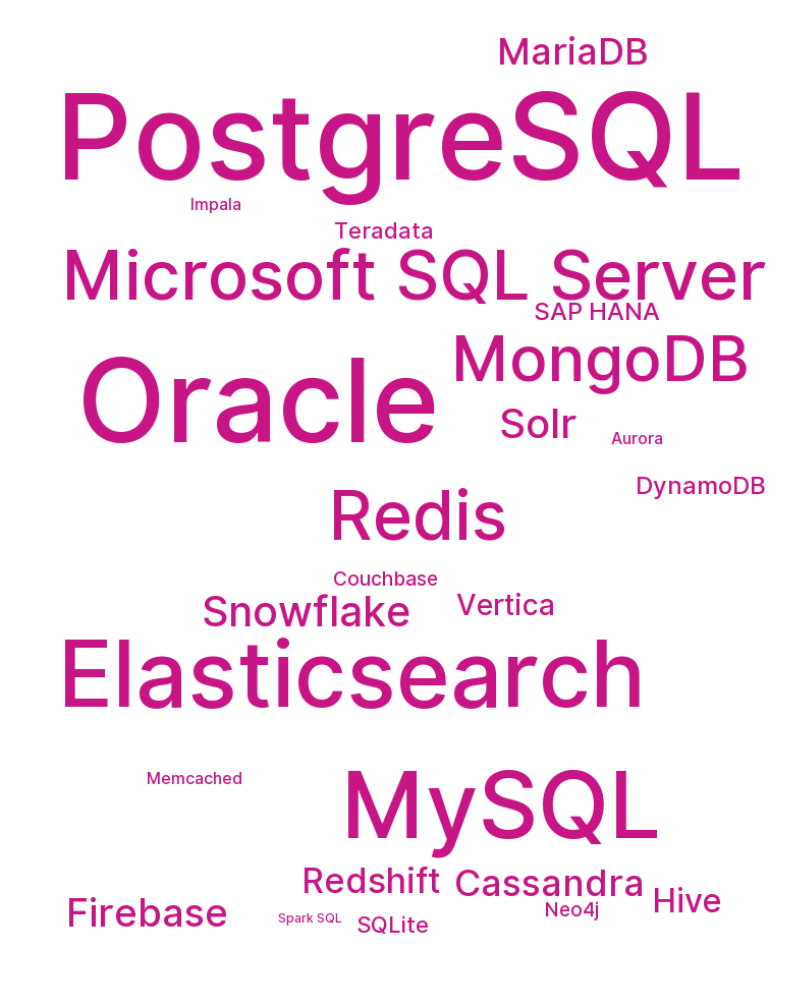 MariaDB
PostgreSQL
Impala
Teradata
Microsoft SQL Server
SAP HANA
MongoDB
Oracle
Solr
Aurora
DynamoDB
Redis
Couchbase
Snowflake
Vertica
Elasticsearch
Memcached
MySQL
Redshift
Cassandra
Hive
Neo4j
Firebase
Spark SQL
SQLite